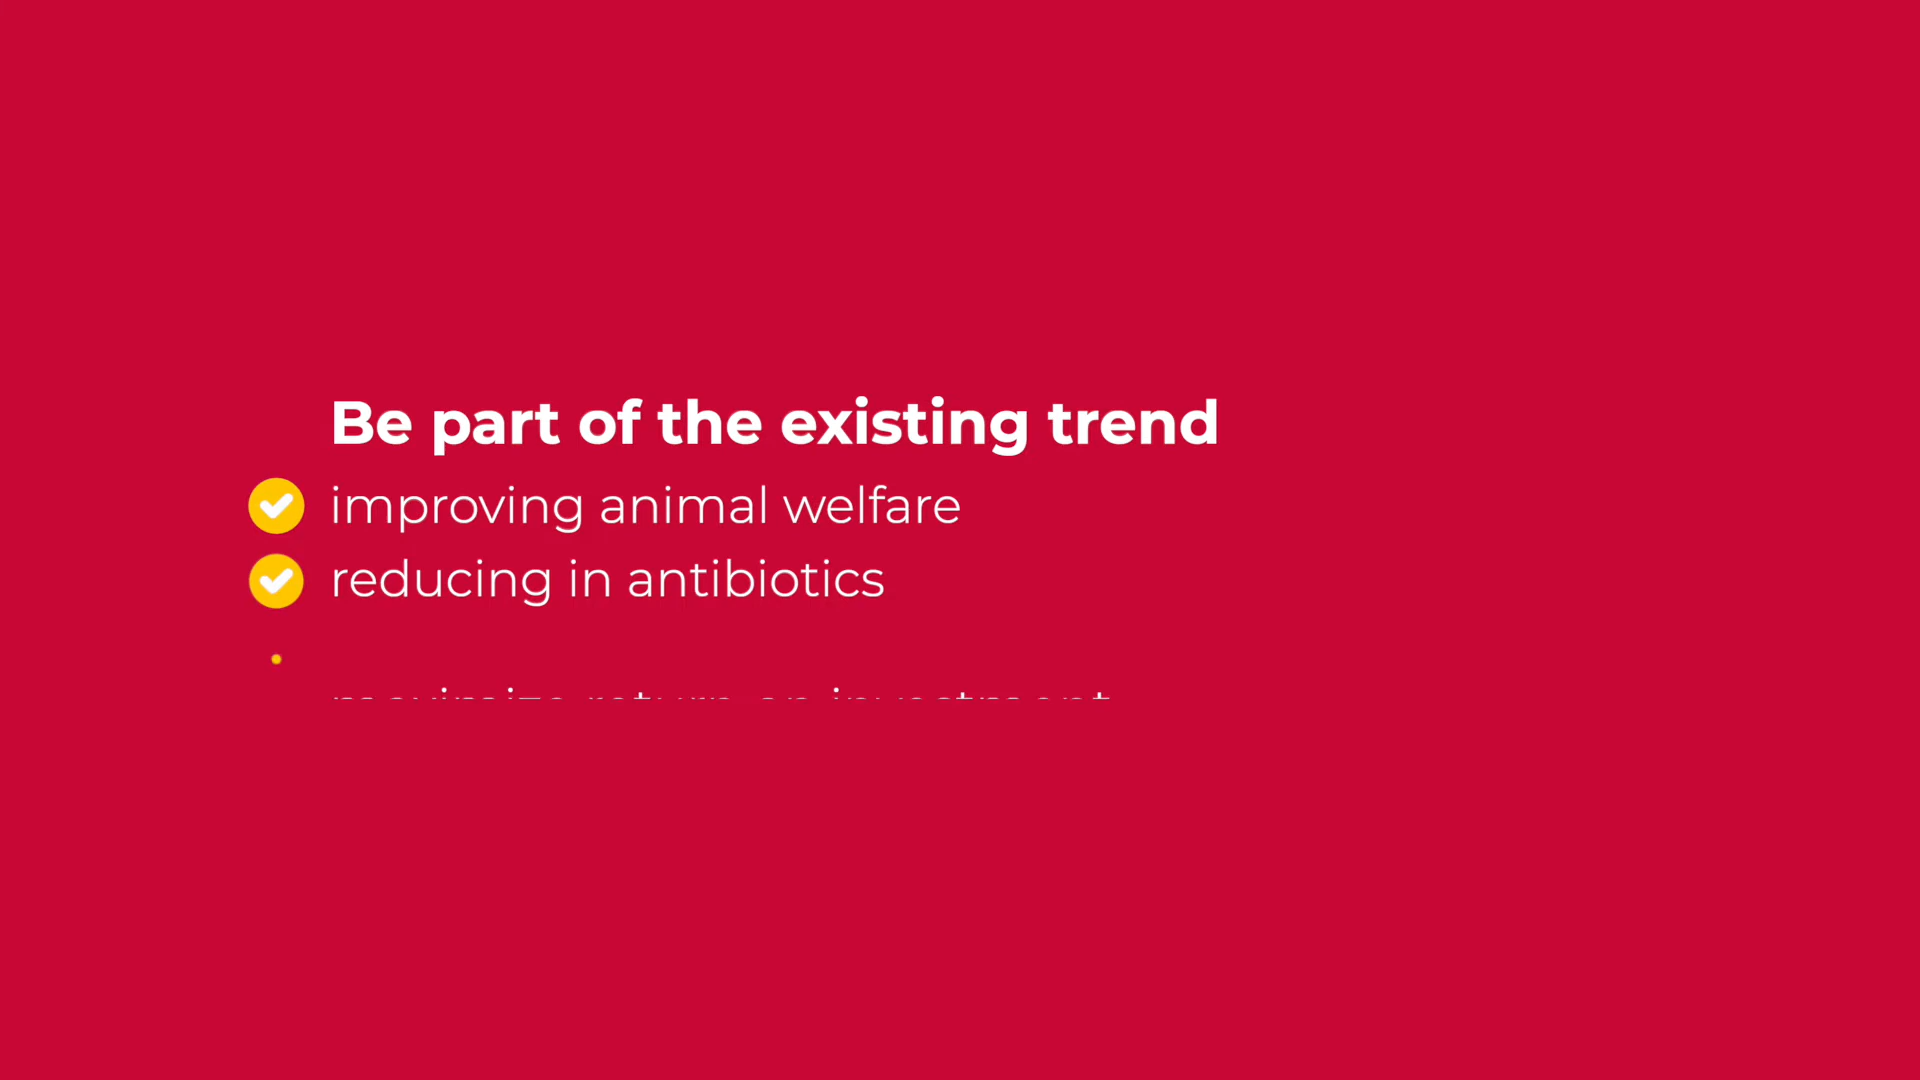 Be part of the existing trend
improving animal welfare
reducing in antibiotics